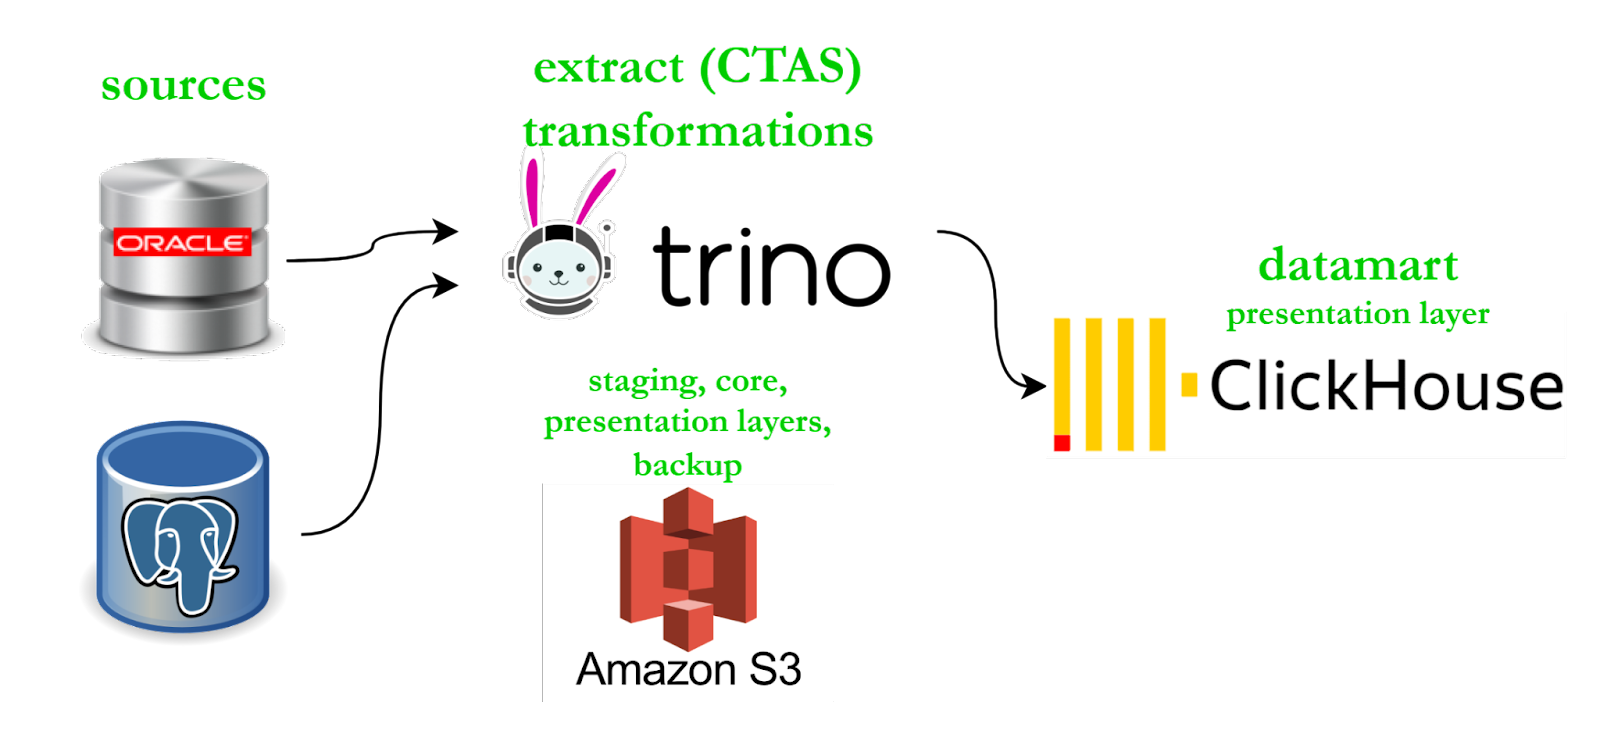 sources
ORACLE
extract (CTAS)
transformations
trino
staging, core,
presentation layers,
backup
Amazon S3
datamart
presentation layer
ClickHouse